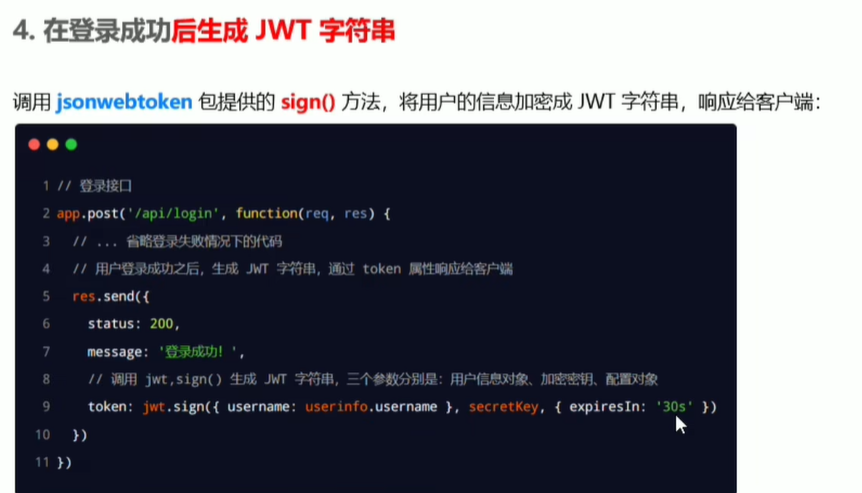 4. 在登录成功后生成 JWT 字符串
调用 jsonwebtoken 包提供的 sign() 方法，将用户的信息加密成 JWT 字符串，响应给客户端：
1 // 登录接口
2 app.post('/api/login', function(req, res) {
3 // ... 省略登录失败情况下的代码
4 // 用户登录成功之后，生成 JWT 字符串，通过 token 属性响应给客户端
5 res.send({
6 status: 200,
7 message: '登录成功！',
8 // 调用 jwt,sign() 生成 JWT 字符串，三个参数分别是：用户信息对象、加密密钥、配置对象
9 token: jwt.sign({ username: userinfo.username }, secretKey, { expiresIn: '30s' })
10 })
11 })